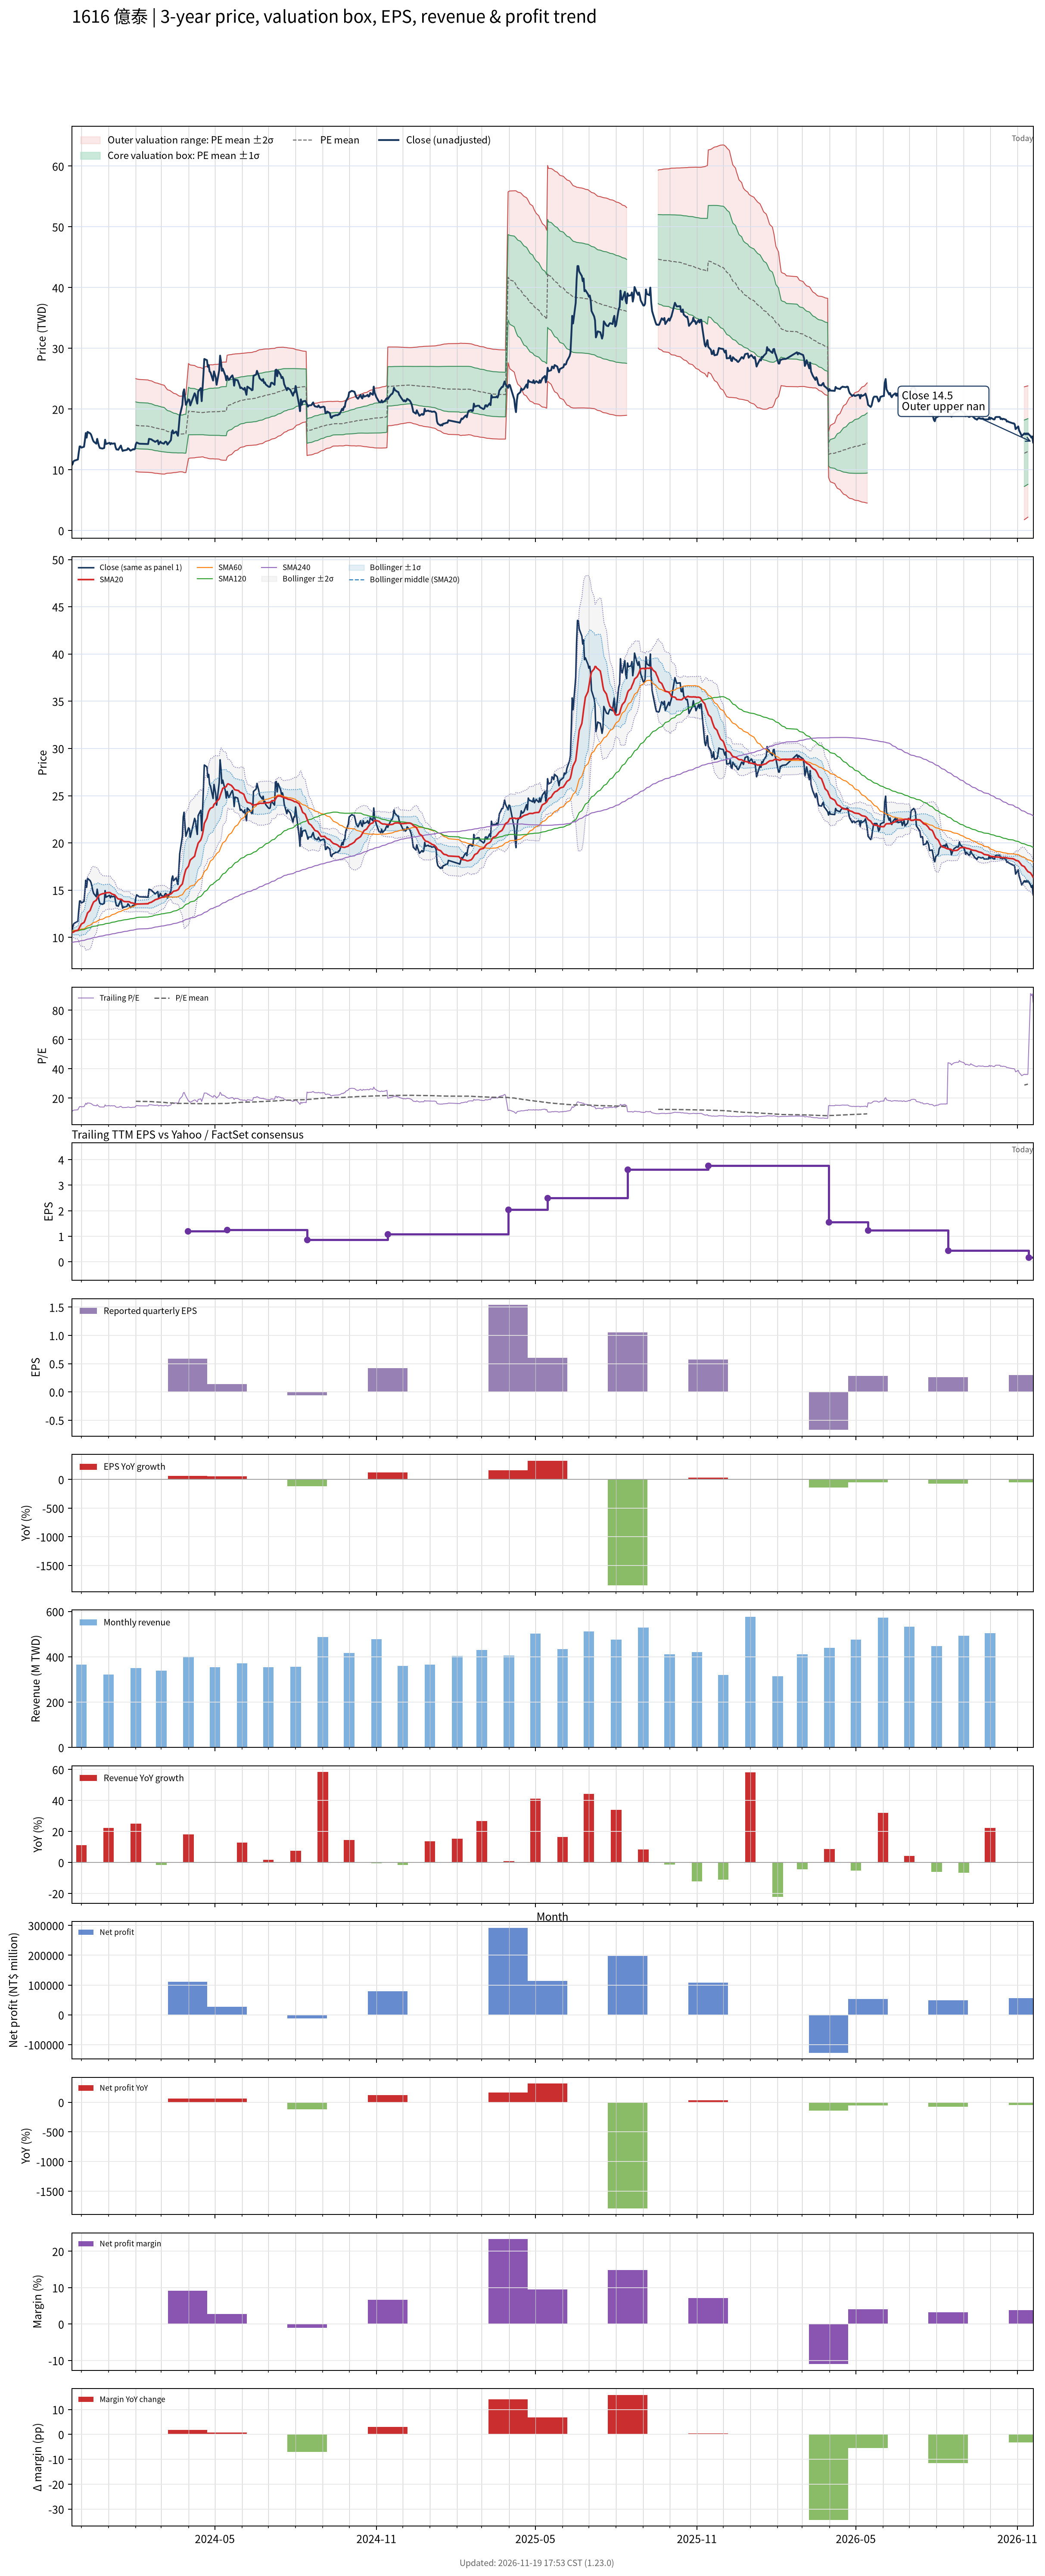 1616 億泰 | 3-year price, valuation box, EPS, revenue & profit trend
Outer valuation range: PE mean ±2σ
Core valuation box: PE mean ±1σ
PE mean
Close (unadjusted)
Today
Price (TWD)
60
50
40
30
20
10
0
Close 14.5
Outer upper nan
Close (same as panel 1)
SMA20
SMA60
SMA120
SMA240
Bollinger ±2σ
Bollinger ±1σ
Bollinger middle (SMA20)
Price
50
45
40
35
30
25
20
15
10
Trailing P/E
P/E mean
P/E
80
60
40
20
Trailing TTM EPS vs Yahoo / FactSet consensus
Today
EPS
4
3
2
1
0
Reported quarterly EPS
EPS
1.5
1.0
0.5
0.0
-0.5
EPS YoY growth
YoY (%)
0
-500
-1000
-1500
Monthly revenue
Revenue (M TWD)
600
400
200
0
Revenue YoY growth
YoY (%)
60
40
20
0
-20
Month
Net profit
Net profit (NT$ million)
300000
200000
100000
0
-100000
Net profit YoY
YoY (%)
0
-500
-1000
-1500
Net profit margin
Margin (%)
20
10
0
-10
Margin YoY change
Δ margin (pp)
10
0
-10
-20
-30
2024-05
2024-11
2025-05
2025-11
2026-05
2026-11
Updated: 2026-11-19 17:53 CST (1.23.0)